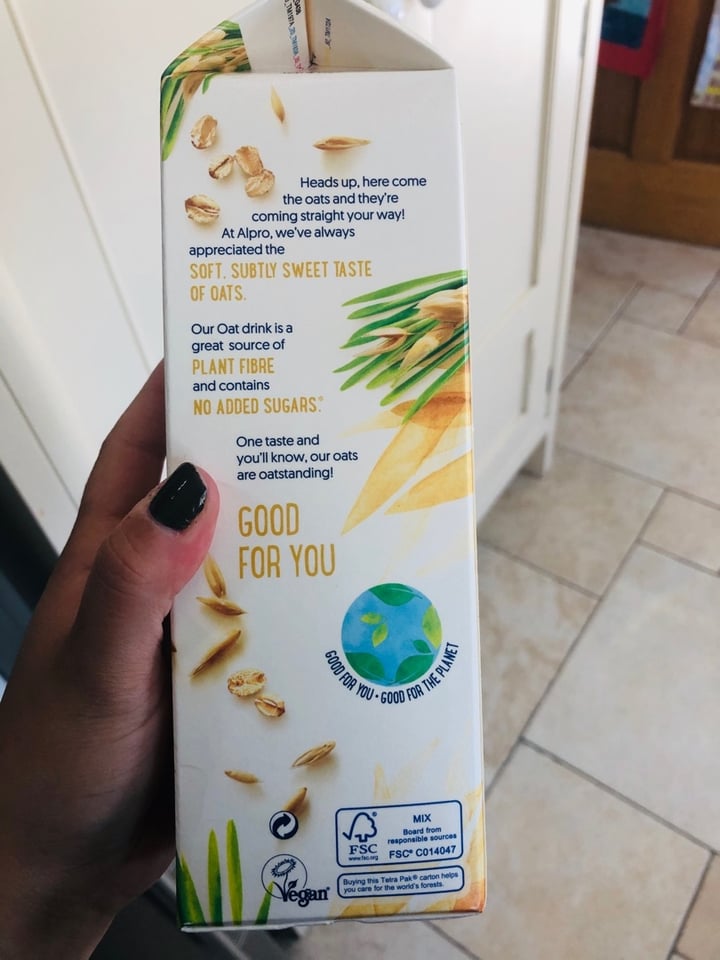 Heads up, here come
the oats and they're
coming straight your way!
At Alpro, we've always
appreciated the
SOFT, SUBTLY SWEET TASTE
OF OATS.
Our Oat drink is a
great source of
PLANT FIBRE
and contains
NO ADDED SUGARS.°
One taste and
you'll know, our oats
are oatstanding!
GOOD
FOR YOU
GOOD FOR YOU • GOOD FOR THE PLANET
FSC®
www.fsc.org
MIX
Board from
responsible sources
FSC® C014047
Vegan
Buying this Tetra Pak® carton helps
you care for the world's forests.